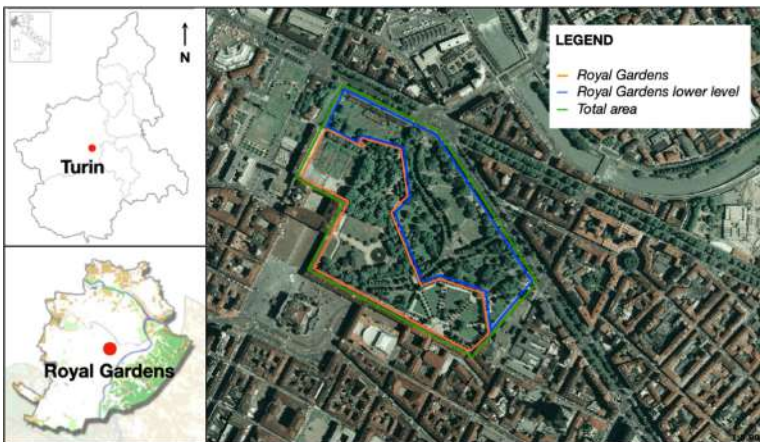 N
Turin
Royal Gardens
LEGEND
Royal Gardens
Royal Gardens lower level
Total area